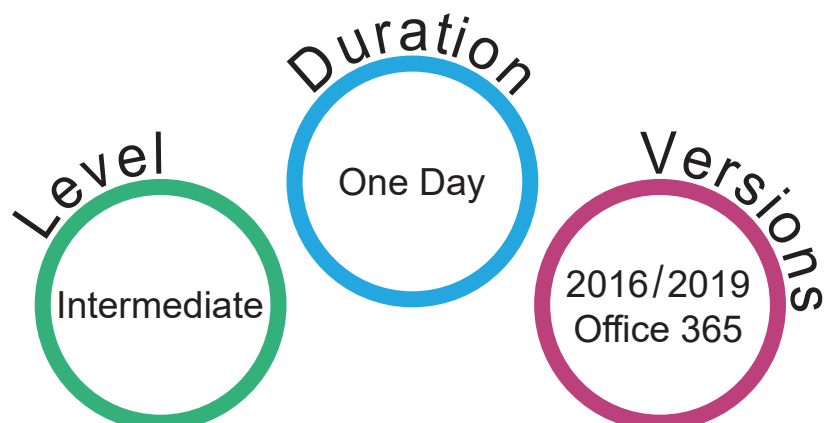 Level
Intermediate
Duration
One Day
Versions
2016/2019
Office 365